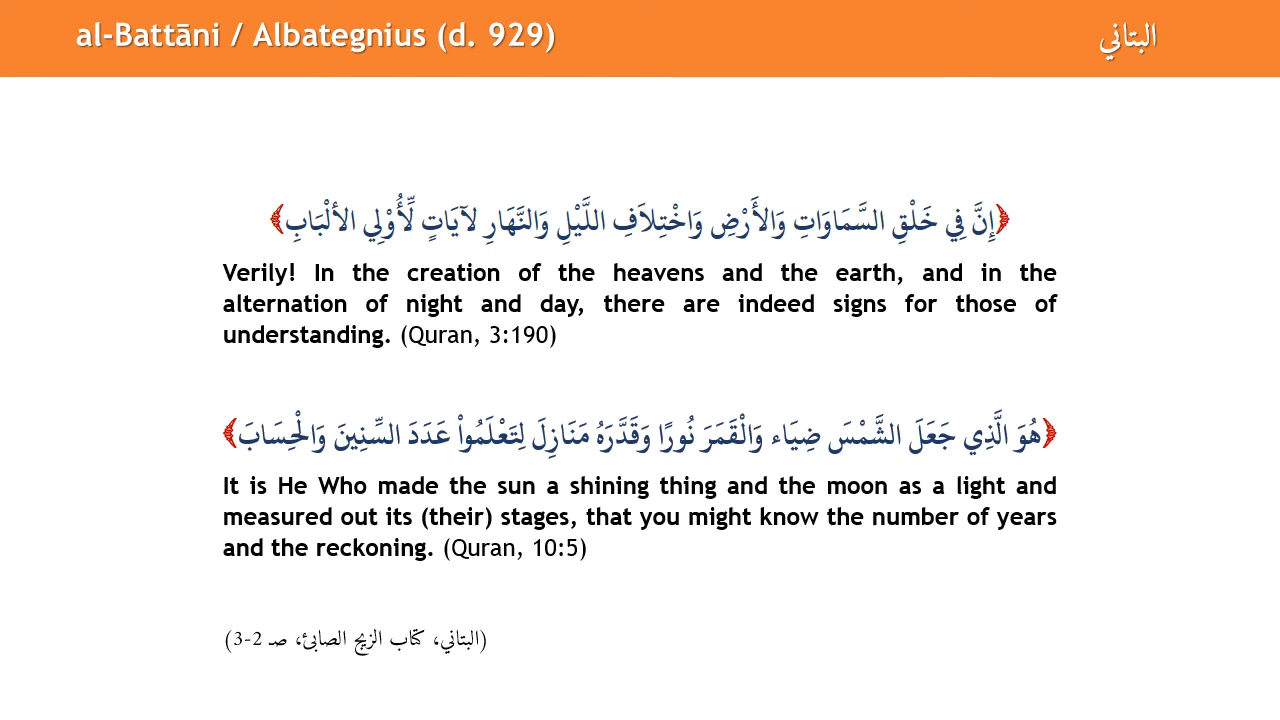 al-Battāni / Albategnius (d. 929)
البتاني
﴿إِنَّ فِي خَلْقِ السَّمَاوَاتِ وَالأَرْضِ وَاخْتِلاَفِ اللَّيْلِ وَالنَّهَارِ لآيَاتٍ لِّأُوْلِي الألْبَابِ﴾
Verily! In the creation of the heavens and the earth, and in the
alternation of night and day, there are indeed signs for those of
understanding. (Quran, 3:190)
﴿هُوَ الَّذِي جَعَلَ الشَّمْسَ ضِيَاء وَالْقَمَرَ نُورًا وَقَدَّرَهُ مَنَازِلَ لِتَعْلَمُواْ عَدَدَ السِّنِينَ وَالْحِسَابَ﴾
It is He Who made the sun a shining thing and the moon as a light and
measured out its (their) stages, that you might know the number of years
and the reckoning. (Quran, 10:5)
(البتاني، كتاب الزيج الصابئ، صـ 2-3)